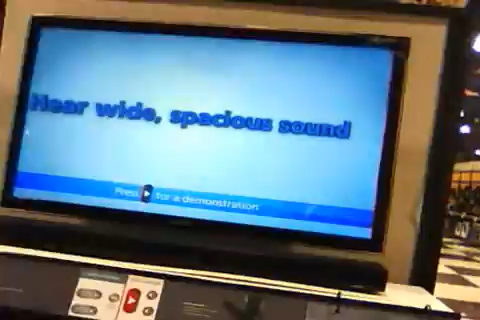 Hear wide, spacious sound
Press for a demonstration